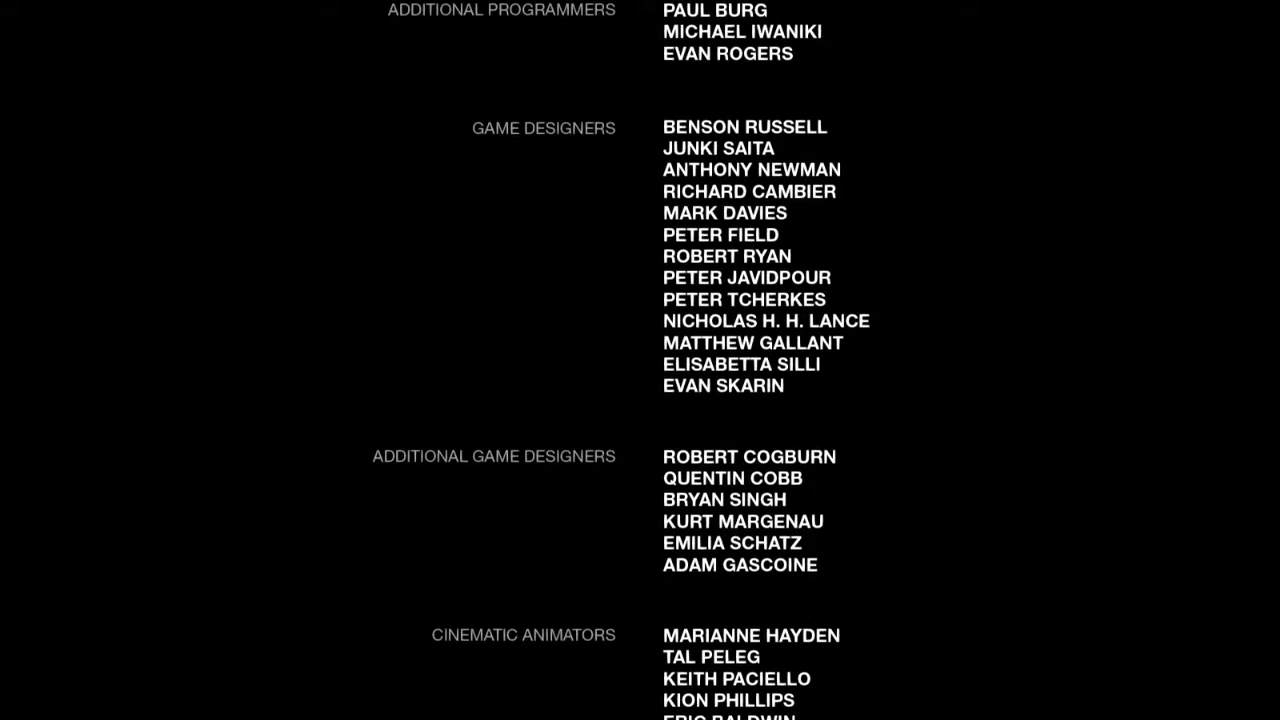 ADDITIONAL PROGRAMMERS PAUL BURG
MICHAEL IWANIKI
EVAN ROGERS
GAME DESIGNERS BENSON RUSSELL
JUNKI SAITA
ANTHONY NEWMAN
RICHARD CAMBIER
MARK DAVIES
PETER FIELD
ROBERT RYAN
PETER JAVIDPOUR
PETER TCHERKES
NICHOLAS H. H. LANCE
MATTHEW GALLANT
ELISABETTA SILLI
EVAN SKARIN
ADDITIONAL GAME DESIGNERS ROBERT COGBURN
QUENTIN COBB
BRYAN SINGH
KURT MARGENAU
EMILIA SCHATZ
ADAM GASCOINE
CINEMATIC ANIMATORS MARIANNE HAYDEN
TAL PELEG
KEITH PACIELLO
KION PHILLIPS
ERIC BALDWIN